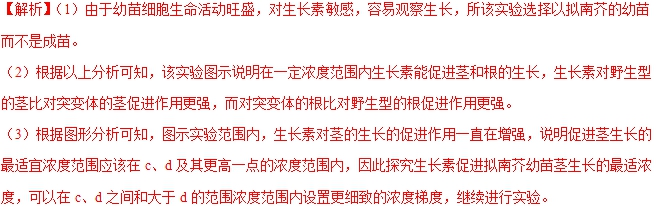 【解析】（1）由于幼苗细胞生命活动旺盛，对生长素敏感，容易观察生长，所该实验选择以拟南芥的幼苗
而不是成苗。
（2）根据以上分析可知，该实验图示说明在一定浓度范围内生长素能促进茎和根的生长，生长素对野生型
的茎比对突变体的茎促进作用更强，而对突变体的根比对野生型的根促进作用更强。
（3）根据图形分析可知，图示实验范围内，生长素对茎的生长的促进作用一直在增强，说明促进茎生长的
最适宜浓度范围应该在 c、d 及其更高一点的浓度范围内，因此探究生长素促进拟南芥幼苗茎生长的最适浓
度，可以在 c、d 之间和大于 d 的范围浓度范围内设置更细致的浓度梯度，继续进行实验。